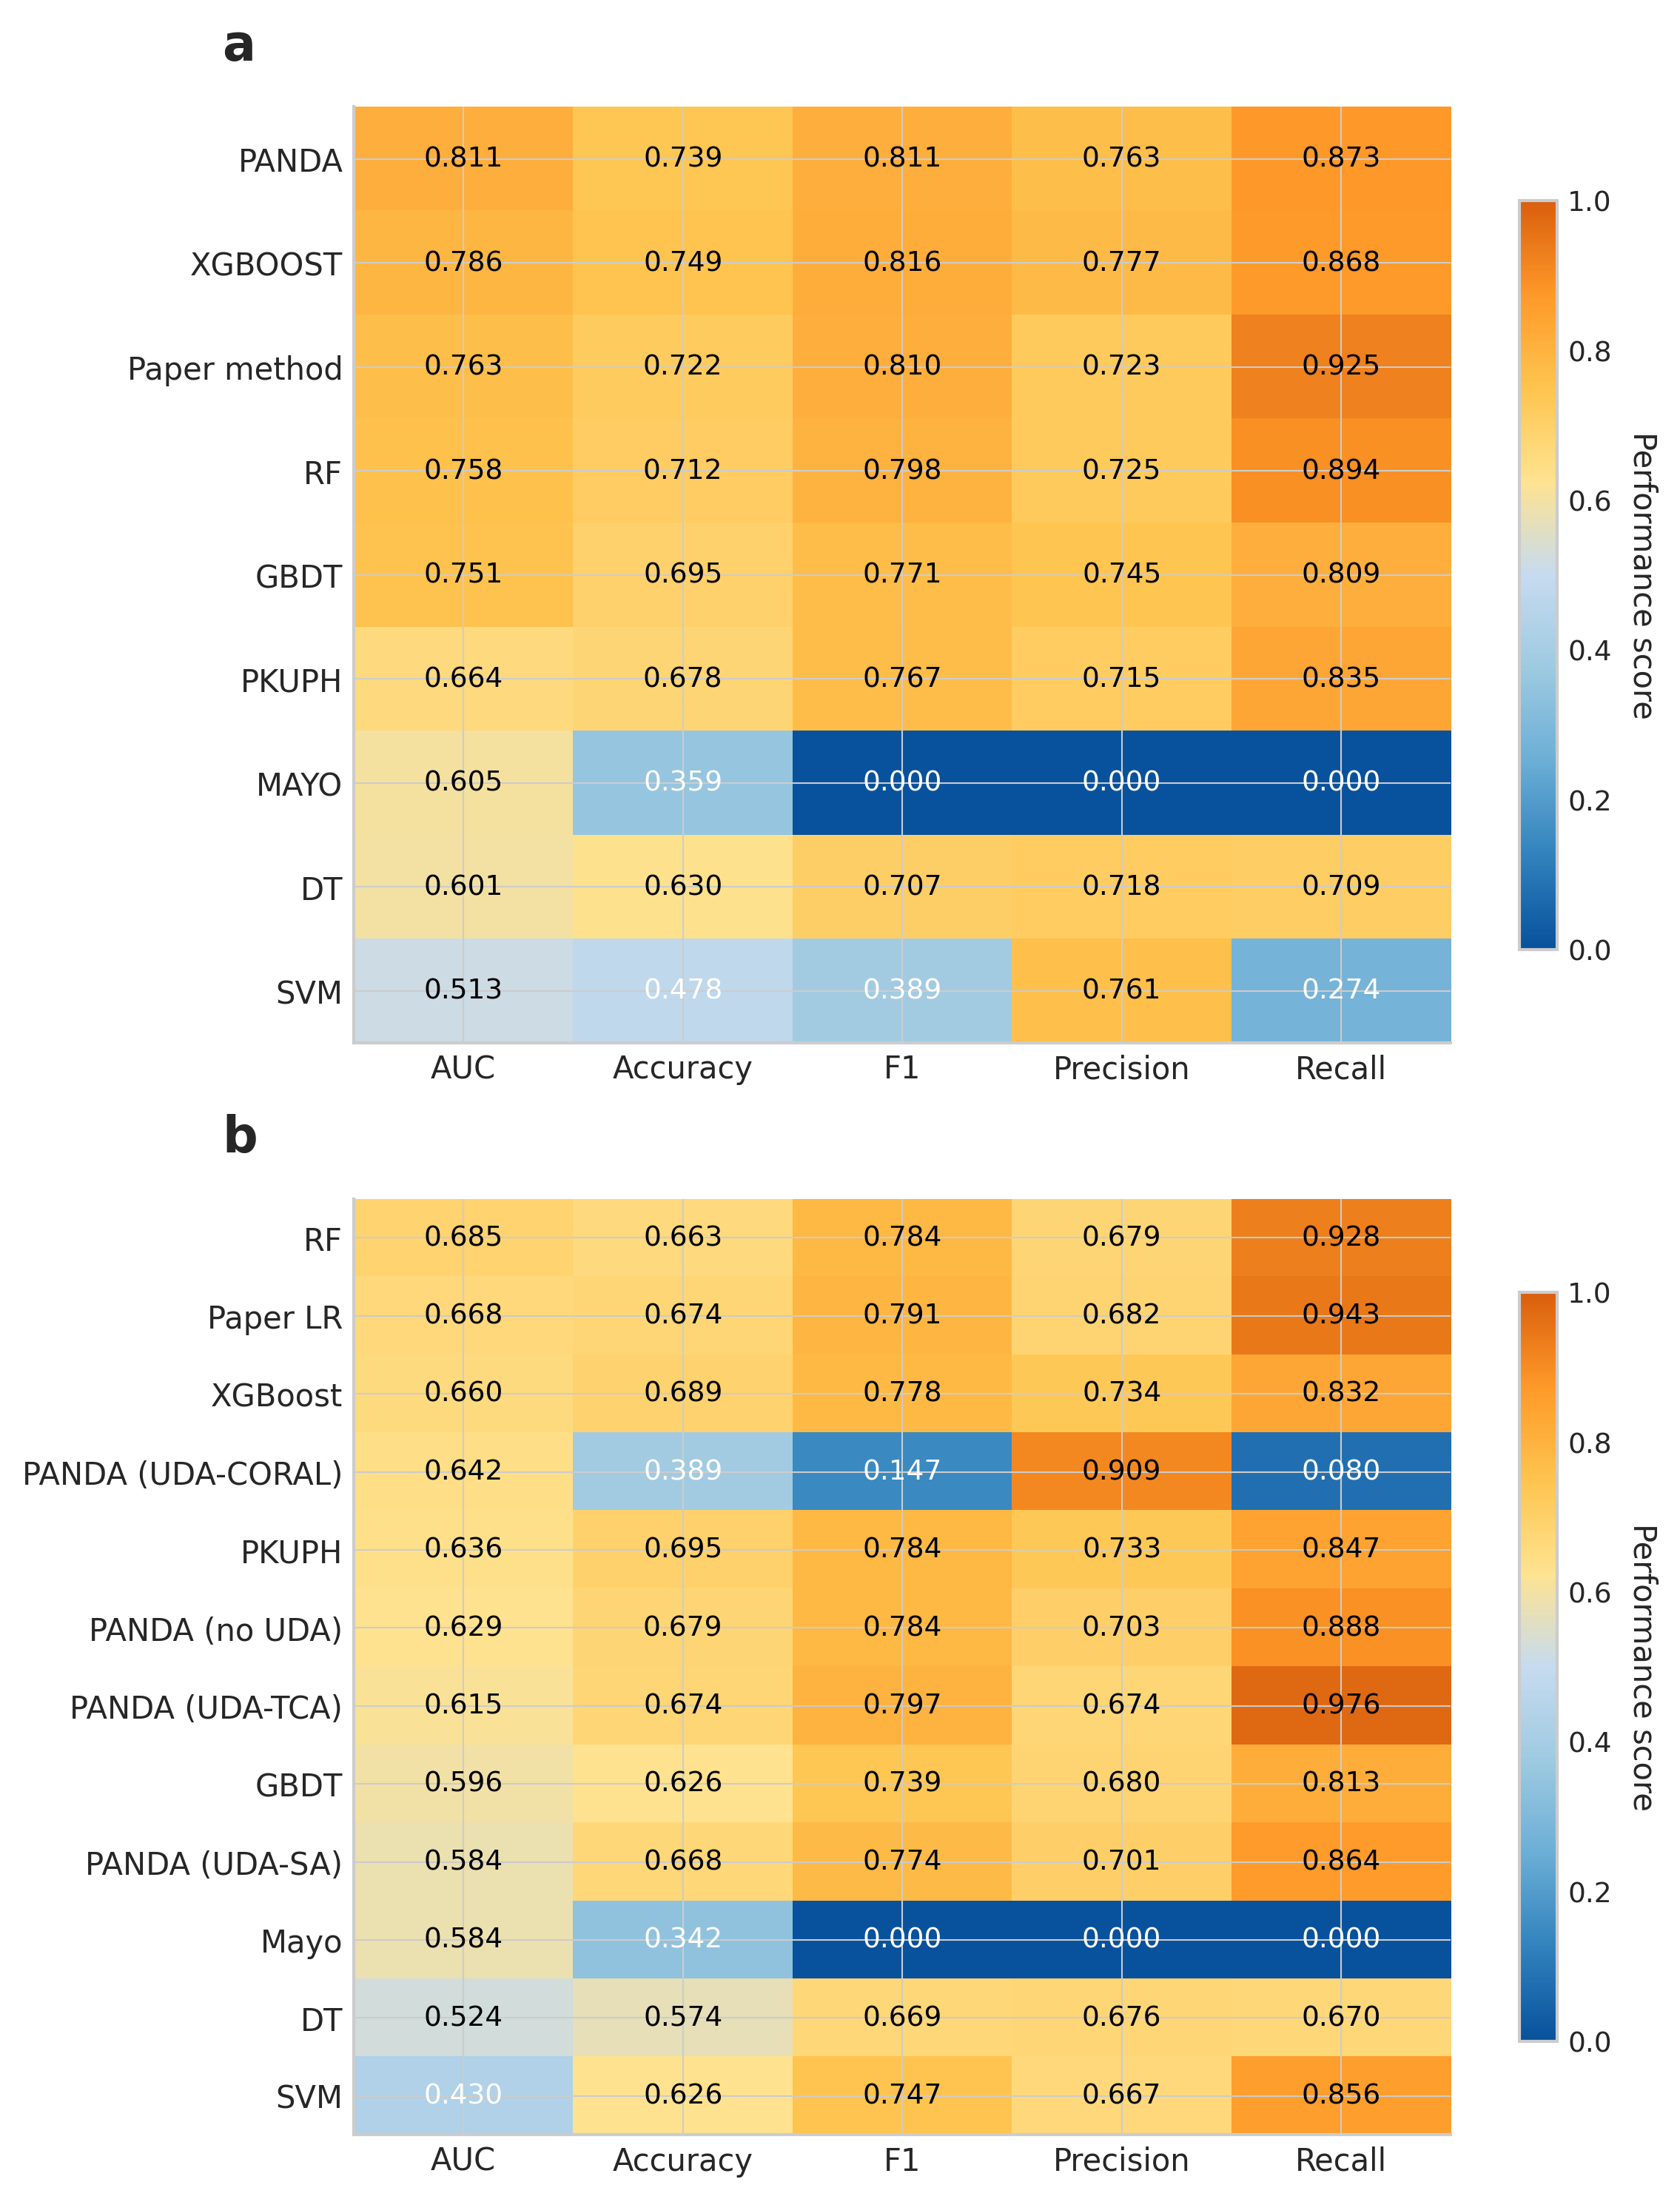 a
PANDA 0.811 0.739 0.811 0.763 0.873
XGBOOST 0.786 0.749 0.816 0.777 0.868
Paper method 0.763 0.722 0.810 0.723 0.925
RF 0.758 0.712 0.798 0.725 0.894
GBDT 0.751 0.695 0.771 0.745 0.809
PKUPH 0.664 0.678 0.767 0.715 0.835
MAYO 0.605 0.359 0.000 0.000 0.000
DT 0.601 0.630 0.707 0.718 0.709
SVM 0.513 0.478 0.389 0.761 0.274
AUC Accuracy F1 Precision Recall
1.0
0.8
0.6
0.4
0.2
0.0
Performance score
b
RF 0.685 0.663 0.784 0.679 0.928
Paper LR 0.668 0.674 0.791 0.682 0.943
XGBoost 0.660 0.689 0.778 0.734 0.832
PANDA (UDA-CORAL) 0.642 0.389 0.147 0.909 0.080
PKUPH 0.636 0.695 0.784 0.733 0.847
PANDA (no UDA) 0.629 0.679 0.784 0.703 0.888
PANDA (UDA-TCA) 0.615 0.674 0.797 0.674 0.976
GBDT 0.596 0.626 0.739 0.680 0.813
PANDA (UDA-SA) 0.584 0.668 0.774 0.701 0.864
Mayo 0.584 0.342 0.000 0.000 0.000
DT 0.524 0.574 0.669 0.676 0.670
SVM 0.430 0.626 0.747 0.667 0.856
AUC Accuracy F1 Precision Recall
1.0
0.8
0.6
0.4
0.2
0.0
Performance score